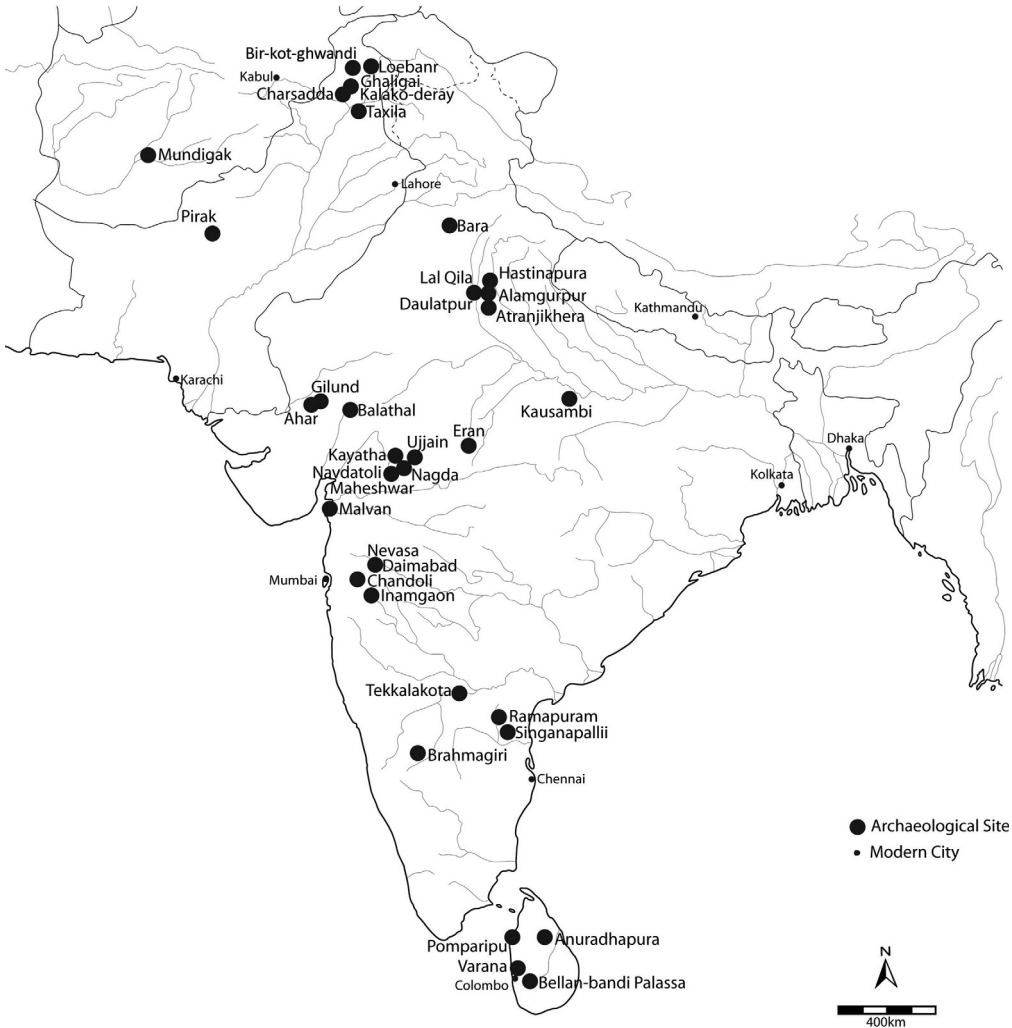 Bir-kot-ghwandi
Loebanr
Kabul
Ghaligai
Charsadda
Kalako-deray
Taxila
Mundigak
Lahore
Pirak
Bara
Lal Qila
Hastinapura
Daulatpur
Alamgurpur
Atranjikhera
Kathmandu
Karachi
Gilund
Ahar
Balathal
Kausambi
Eran
Ujjain
Kayatha
Dhaka
Navdatoli
Nagda
Kolkata
Maheshwar
Malvan
Nevasa
Daimabad
Mumbai
Chandoli
Inamgaon
Tekkalakota
Ramapuram
Singanapallii
Brahmagiri
Chennai
Archaeological Site
Modern City
Pomparipu
Anuradhapura
Varana
Colombo
Bellan-bandi Palassa
N
400km